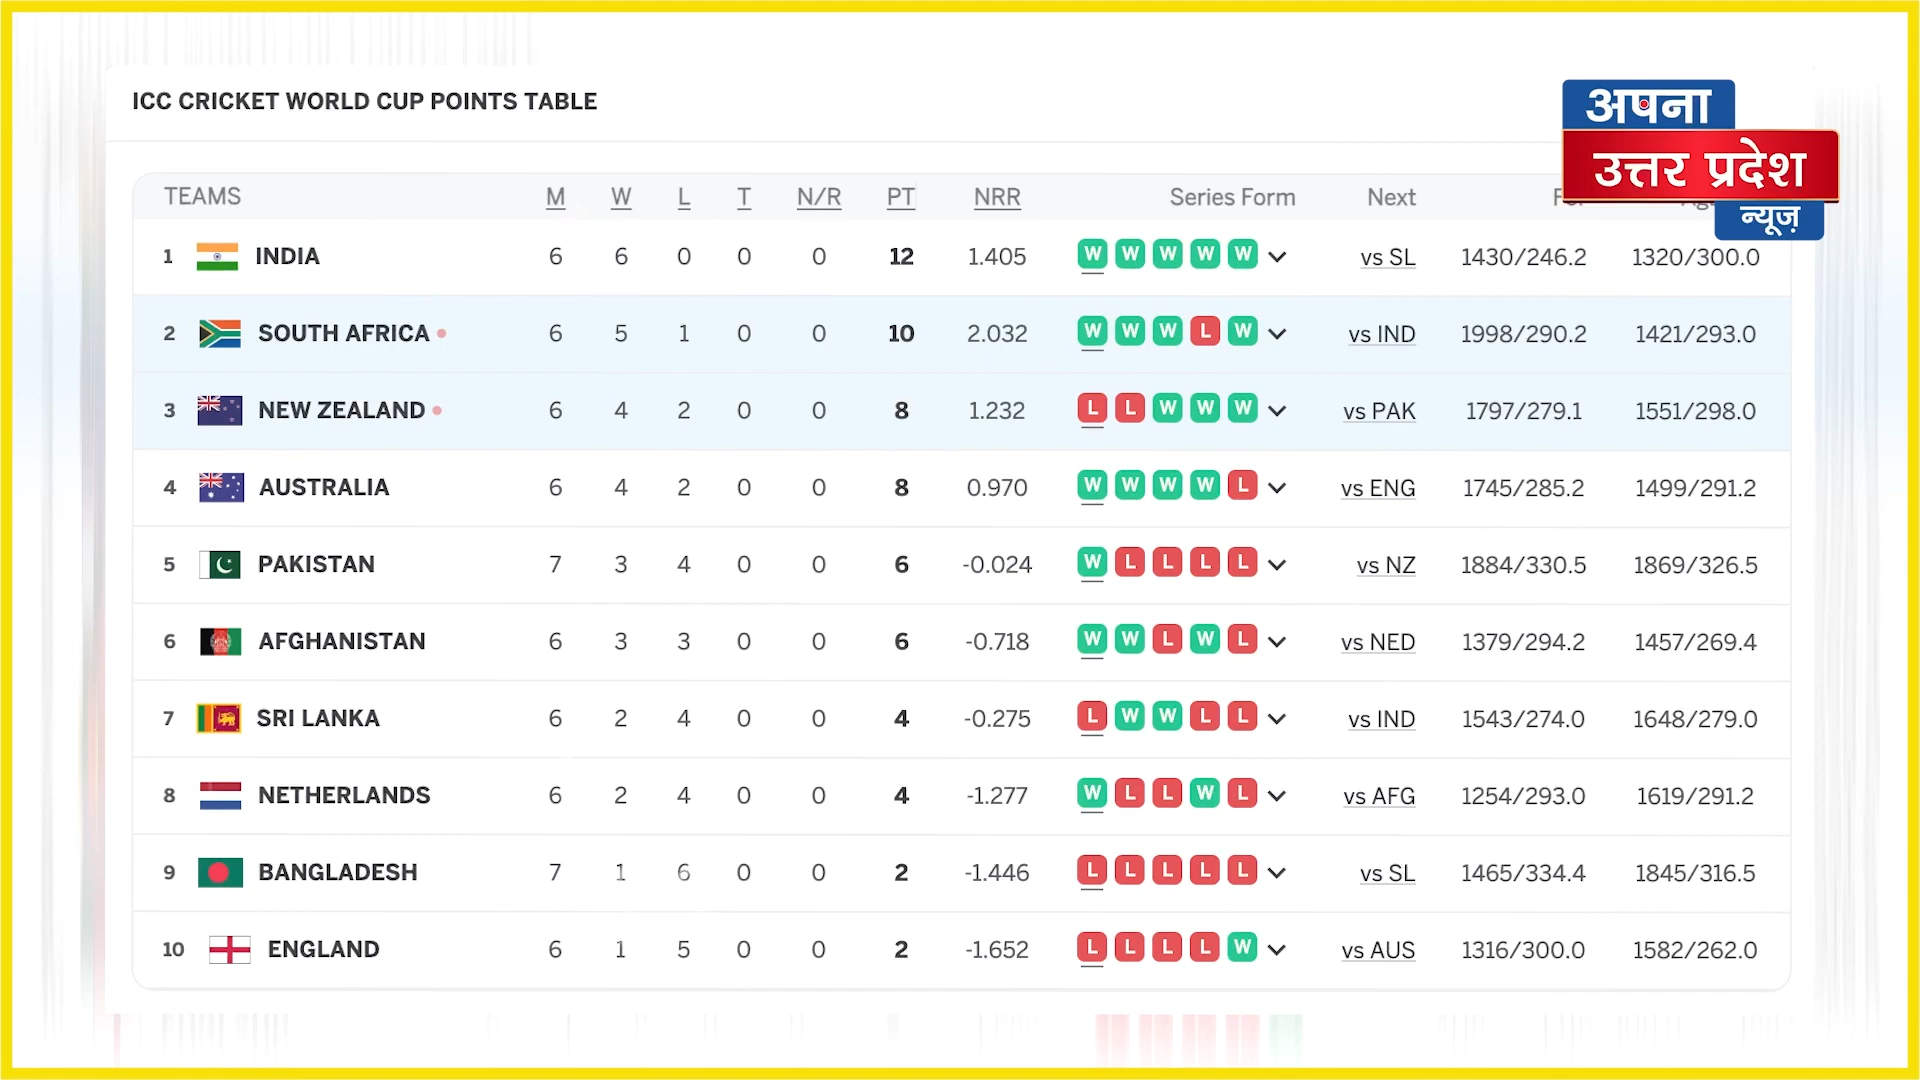 ICC CRICKET WORLD CUP POINTS TABLE
अपना
उत्तर प्रदेश
न्यूज़
TEAMS M W L T N/R PT NRR Series Form Next
1 INDIA 6 6 0 0 0 12 1.405 W W W W W vs SL 1430/246.2 1320/300.0
2 SOUTH AFRICA 6 5 1 0 0 10 2.032 W W W L W vs IND 1998/290.2 1421/293.0
3 NEW ZEALAND 6 4 2 0 0 8 1.232 L L W W W vs PAK 1797/279.1 1551/298.0
4 AUSTRALIA 6 4 2 0 0 8 0.970 W W W W L vs ENG 1745/285.2 1499/291.2
5 PAKISTAN 7 3 4 0 0 6 -0.024 W L L L L vs NZ 1884/330.5 1869/326.5
6 AFGHANISTAN 6 3 3 0 0 6 -0.718 W W L W L vs NED 1379/294.2 1457/269.4
7 SRI LANKA 6 2 4 0 0 4 -0.275 L W W L L vs IND 1543/274.0 1648/279.0
8 NETHERLANDS 6 2 4 0 0 4 -1.277 W L L W L vs AFG 1254/293.0 1619/291.2
9 BANGLADESH 7 1 6 0 0 2 -1.446 L L L L L vs SL 1465/334.4 1845/316.5
10 ENGLAND 6 1 5 0 0 2 -1.652 L L L L W vs AUS 1316/300.0 1582/262.0